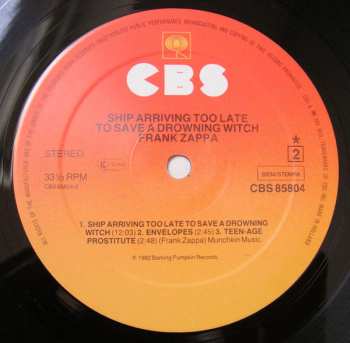 CBS
SHIP ARRIVING TOO LATE
TO SAVE A DROWNING WITCH
FRANK ZAPPA
STEREO
33⅓ RPM
*
2
BIEM/STEMRA
CBS 85804
1. SHIP ARRIVING TOO LATE TO SAVE A DROWNING
WITCH (12:03) 2. ENVELOPES (2:45) 3. TEEN-AGE
PROSTITUTE (2:48) (Frank Zappa) Munchkin Music.
℗ 1982 Barking Pumpkin Records